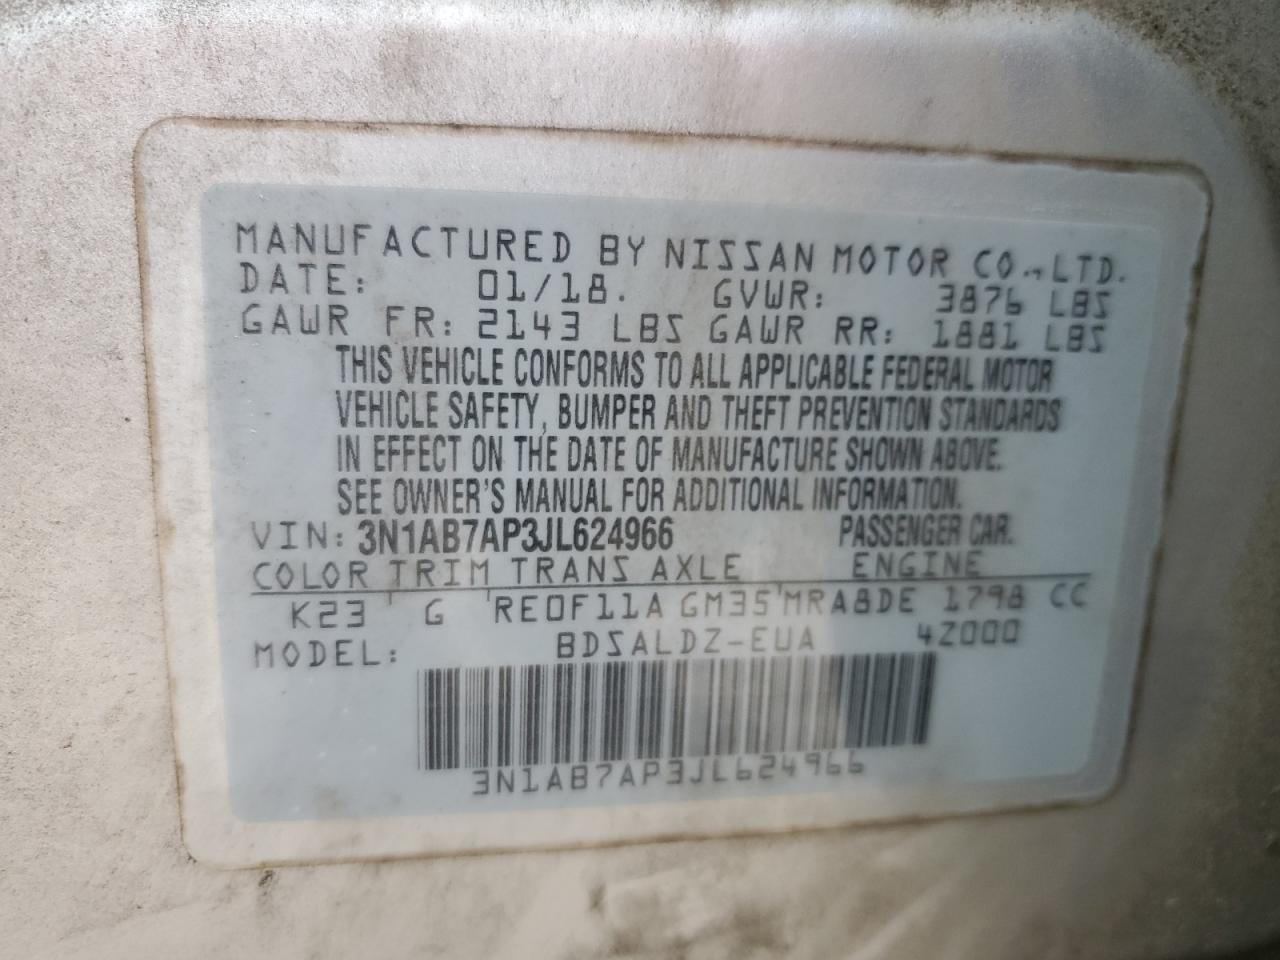 MANUFACTURED BY NISSAN MOTOR CO., LTD.
DATE: 01/18. GVWR: 3876 LBS
GAWR FR: 2143 LBS GAWR RR: 1881 LBS
THIS VEHICLE CONFORMS TO ALL APPLICABLE FEDERAL MOTOR
VEHICLE SAFETY, BUMPER AND THEFT PREVENTION STANDARDS
IN EFFECT ON THE DATE OF MANUFACTURE SHOWN ABOVE.
SEE OWNER'S MANUAL FOR ADDITIONAL INFORMATION.
VIN: 3N1AB7AP3JL624966 PASSENGER CAR.
COLOR TRIM TRANS AXLE ENGINE
K23 G RE0F11A GM35 MRA8DE 1798 CC
MODEL: BDSALDZ-EUA 4Z000
3N1AB7AP3JL624966